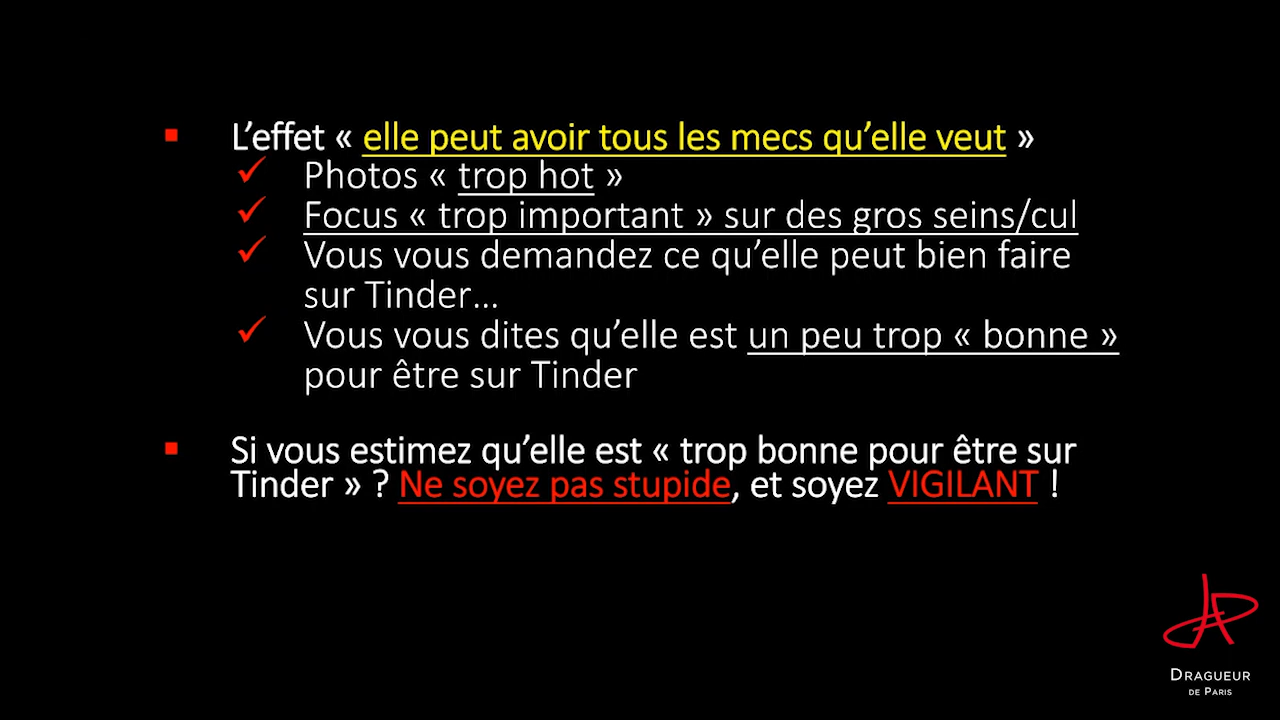 L’effet « elle peut avoir tous les mecs qu’elle veut »
Photos « trop hot »
Focus « trop important » sur des gros seins/cul
Vous vous demandez ce qu’elle peut bien faire
sur Tinder…
Vous vous dites qu’elle est un peu trop « bonne »
pour être sur Tinder
Si vous estimez qu’elle est « trop bonne pour être sur
Tinder » ? Ne soyez pas stupide, et soyez VIGILANT !
DRAGUEUR
DE PARIS